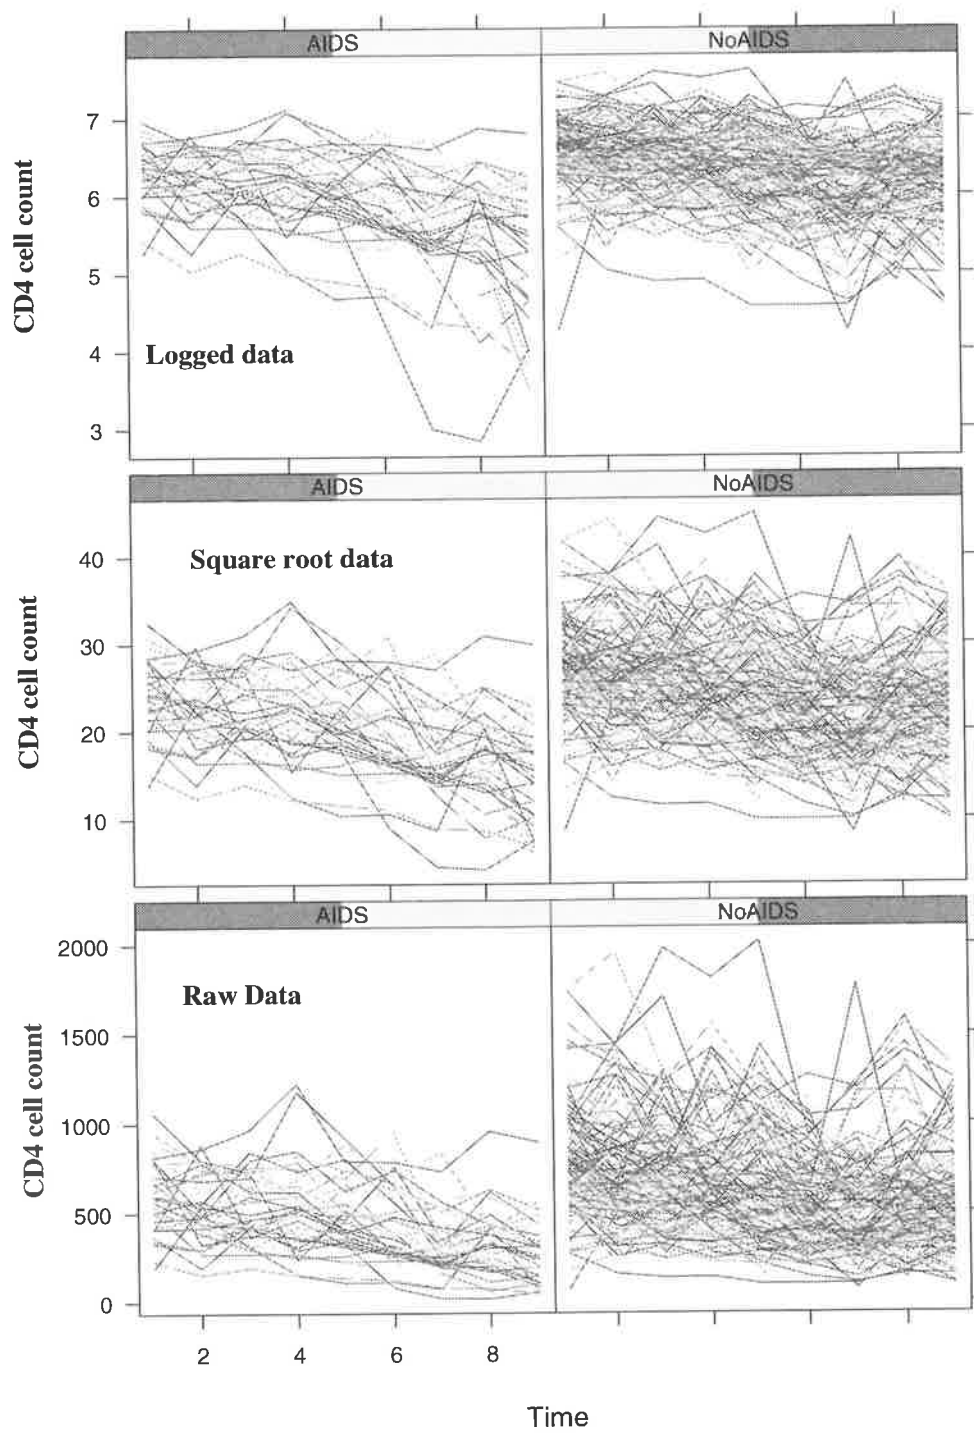 AIDS NoAIDS
7
6
5
4
3
CD4 cell count
Logged data
AIDS NoAIDS
40
30
20
10
CD4 cell count
Square root data
AIDS NoAIDS
2000
1500
1000
500
0
CD4 cell count
Raw Data
2 4 6 8
Time